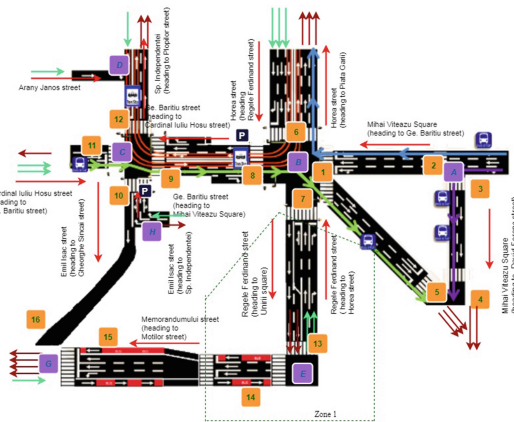 Arany Janos street
D
Sp. Independentei
(heading to Plopilor street)
12
Ge. Baritiu street
(heading to
Cardinal Iuliu Hosu street)
P
Horea street
(heading
Regele Ferdinand street)
6
Horea street
(heading to Piata Garii)
Mihai Viteazu Square
(heading to Ge. Baritiu street)
11
C
9
8
B
1
2
A
3
Cardinal Iuliu Hosu street
(heading to
Baritiu street)
10
P
H
Ge. Baritiu street
(heading to
Mihai Viteazu Square)
7
Emil Isac street
(heading to
Gheorghe Sincai street)
Emil Isac street
(heading to
Sp. Independentei)
Regele Ferdinand street
(heading to
Unirii square)
Regele Ferdinand street
( heading to
Horea street)
5
4
Mihai Viteazu Square
16
15
Memorandumului street
(heading to
Motilor street)
13
G
14
E
Zone 1